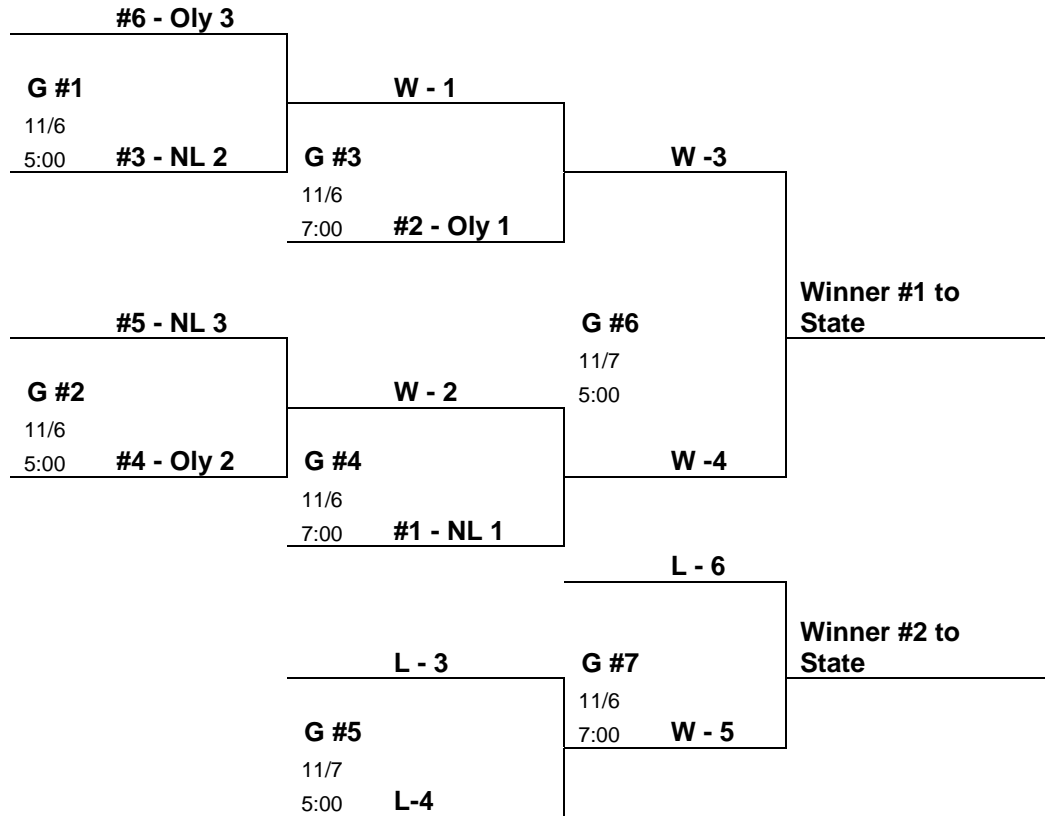 #6 - Oly 3
G #1
W - 1
11/6
5:00 #3 - NL 2
G #3
W -3
11/6
7:00 #2 - Oly 1
Winner #1 to
State
#5 - NL 3
G #6
11/7
5:00
G #2
W - 2
11/6
5:00 #4 - Oly 2
G #4
W -4
11/6
7:00 #1 - NL 1
L - 6
Winner #2 to
State
L - 3
G #7
11/6
7:00 W - 5
G #5
11/7
5:00 L-4